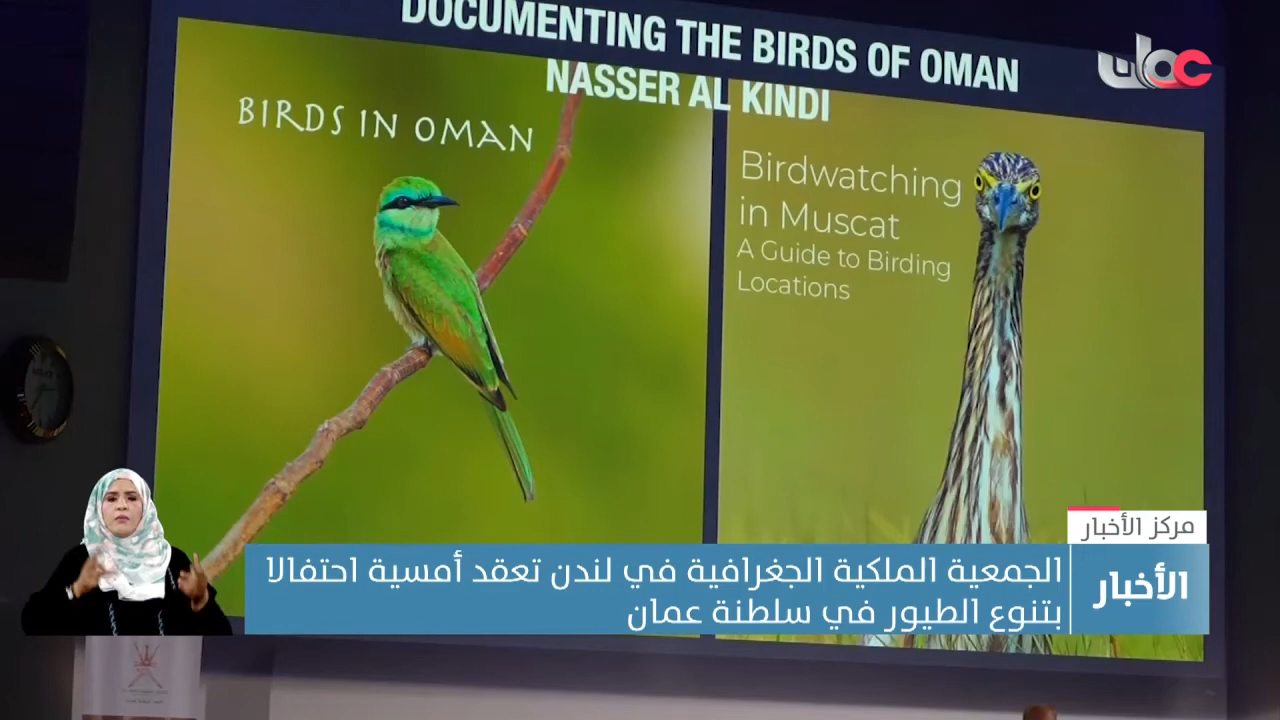 DOCUMENTING THE BIRDS OF OMAN
NASSER AL KINDI
BIRDS IN OMAN
Birdwatching
in Muscat
A Guide to Birding
Locations
عمان
مركز الأخبار
الأخبار
الجمعية الملكية الجغرافية في لندن تعقد أمسية احتفالا
بتنوع الطيور في سلطنة عمان